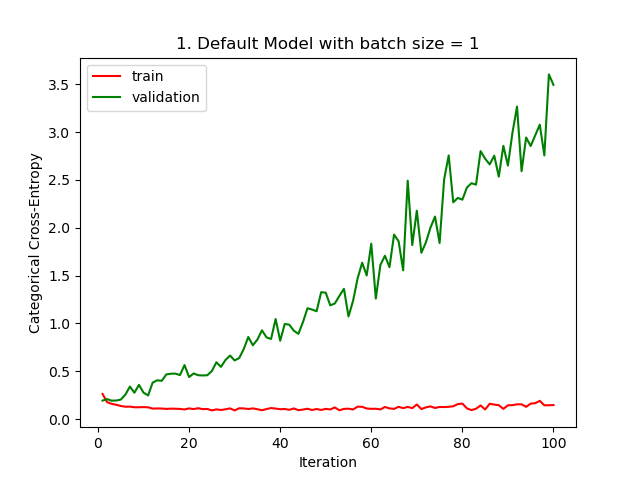 1. Default Model with batch size = 1
train
validation
Categorical Cross-Entropy
3.5
3.0
2.5
2.0
1.5
1.0
0.5
0.0
0 20 40 60 80 100
Iteration